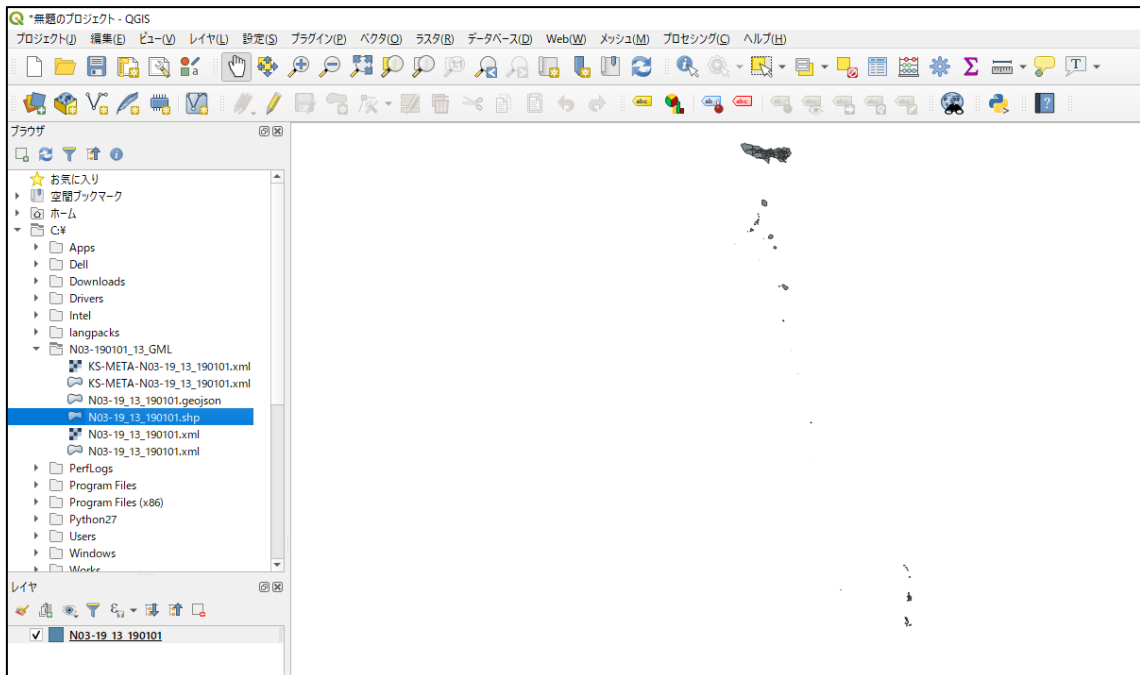 *無題のプロジェクト - QGIS
プロジェクト(J) 編集(E) ビュー(V) レイヤ(L) 設定(S) プラグイン(P) ベクタ(O) ラスタ(R) データベース(D) Web(W) メッシュ(M) プロセシング(C) ヘルプ(H)
ブラウザ
お気に入り
空間ブックマーク
ホーム
C:¥
Apps
Dell
Downloads
Drivers
Intel
langpacks
N03-190101_13_GML
KS-META-N03-19_13_190101.xml
KS-META-N03-19_13_190101.xml
N03-19_13_190101.geojson
N03-19_13_190101.shp
N03-19_13_190101.xml
N03-19_13_190101.xml
PerfLogs
Program Files
Program Files (x86)
Python27
Users
Windows
Works
レイヤ
N03-19_13_190101